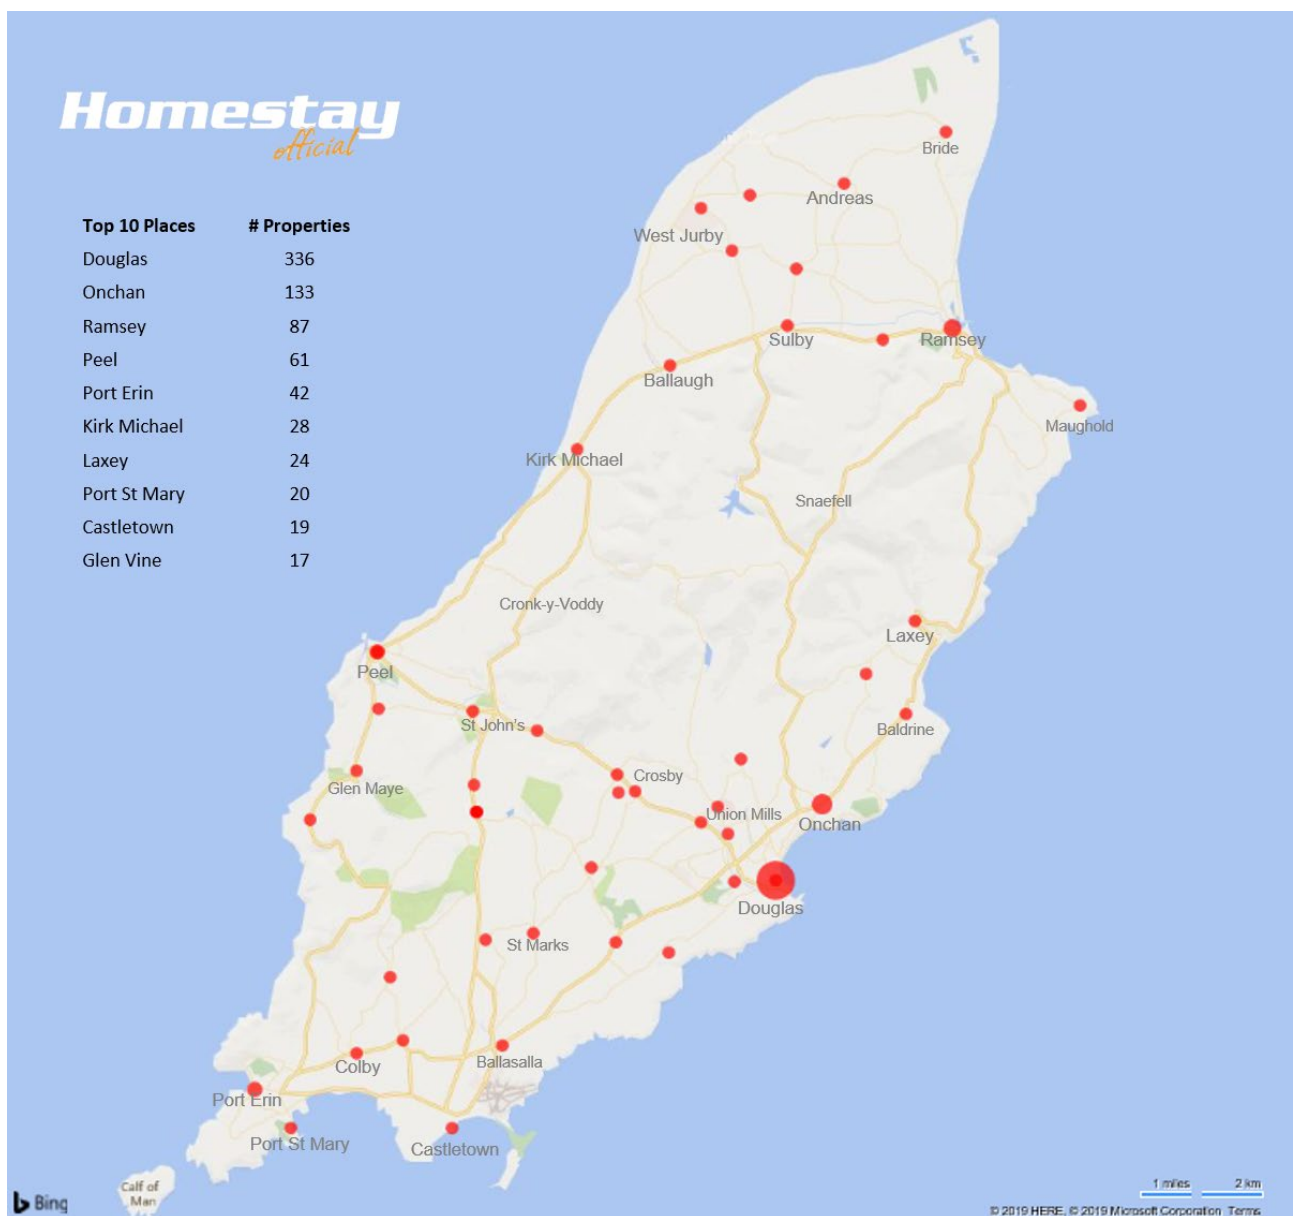 Homestay
official
Top 10 Places # Properties
Douglas 336
Onchan 133
Ramsey 87
Peel 61
Port Erin 42
Kirk Michael 28
Laxey 24
Port St Mary 20
Castletown 19
Glen Vine 17
Bride
Andreas
West Jurby
Sulby
Ramsey
Ballaugh
Maughold
Kirk Michael
Snaefell
Cronk-y-Voddy
Laxey
Peel
St John's
Baldrine
Crosby
Glen Maye
Union Mills
Onchan
Douglas
St Marks
Ballasalla
Colby
Port Erin
Port St Mary
Castletown
Calf of
Man
Bing
1 miles 2 km
© 2019 HERE, © 2019 Microsoft Corporation Terms